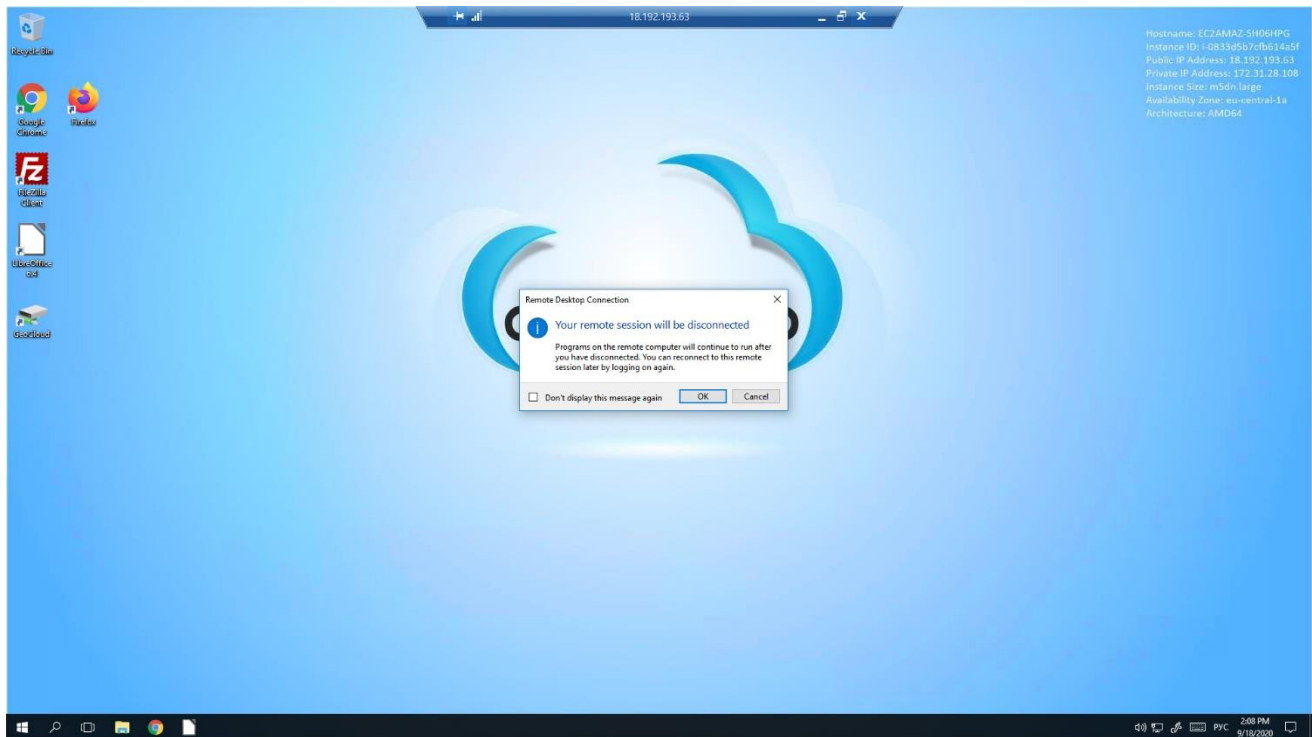 18.192.193.63
Recycle Bin
Hostname: EC2AMAZ-5H06HPG
Instance ID: i-0833d5b7cfb614a5f
Public IP Address: 18.192.193.63
Private IP Address: 172.31.28.108
Instance Size: m5dn.large
Availability Zone: eu-central-1a
Architecture: AMD64
Google
Chrome
Firefox
FileZilla
Client
LibreOffice
6.4
GeoCloud
Remote Desktop Connection
Your remote session will be disconnected
Programs on the remote computer will continue to run after
you have disconnected. You can reconnect to this remote
session later by logging on again.
Don't display this message again
OK
Cancel
РУС
2:08 PM
9/18/2020